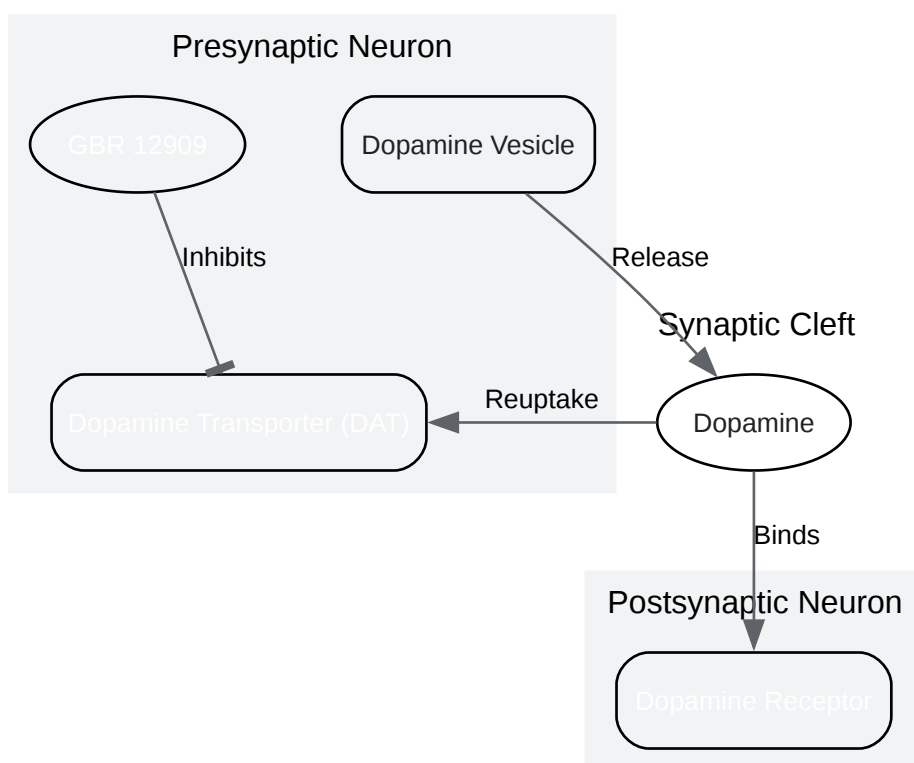 Presynaptic Neuron
GBR 12909
Dopamine Vesicle
Inhibits
Release
Synaptic Cleft
Dopamine Transporter (DAT)
Reuptake
Dopamine
Binds
Postsynaptic Neuron
Dopamine Receptor